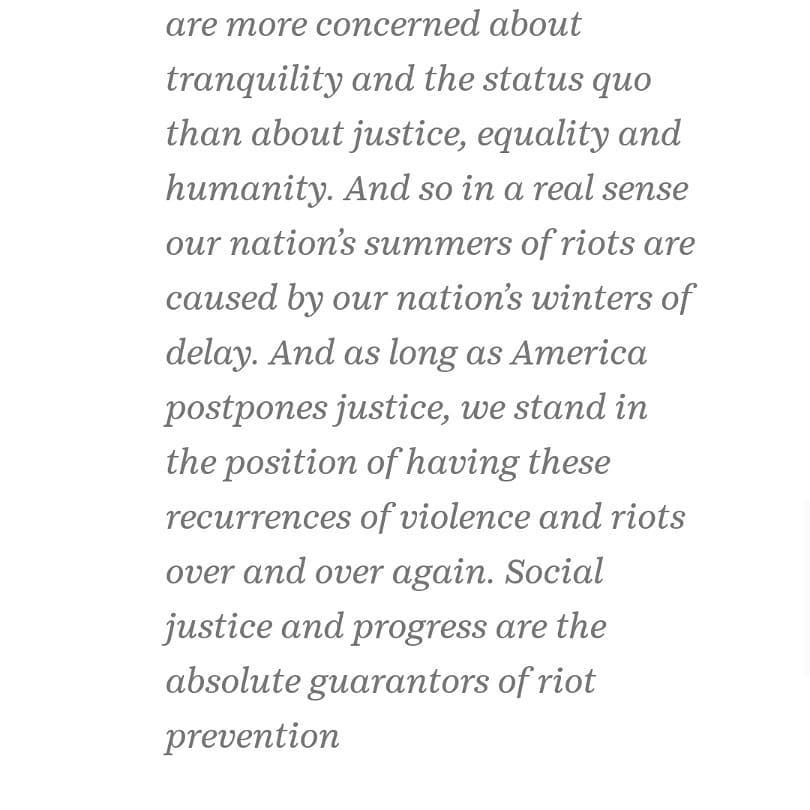 are more concerned about
tranquility and the status quo
than about justice, equality and
humanity. And so in a real sense
our nation’s summers of riots are
caused by our nation’s winters of
delay. And as long as America
postpones justice, we stand in
the position of having these
recurrences of violence and riots
over and over again. Social
justice and progress are the
absolute guarantors of riot
prevention